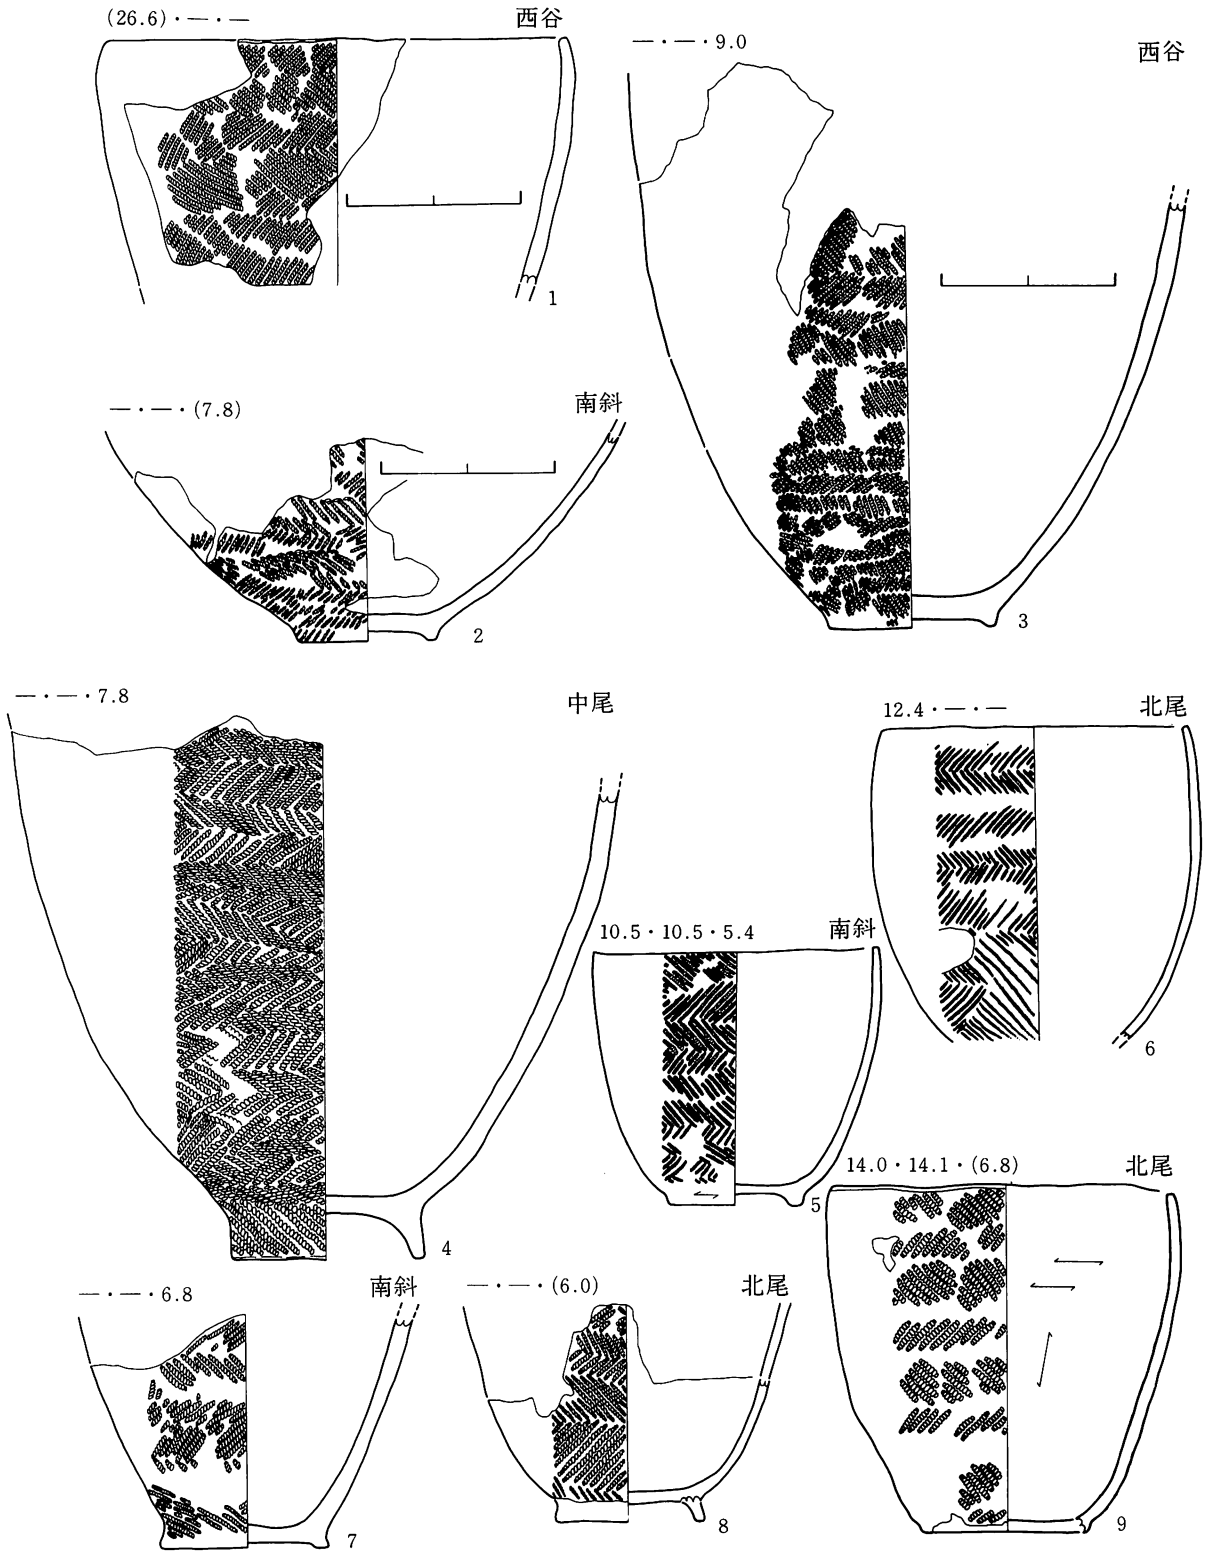 (26.6)・—・—
西谷
1
—・—・9.0
西谷
3
—・—・(7.8)
南斜
2
—・—・7.8
中尾
4
12.4・—・—
北尾
6
10.5・10.5・5.4
南斜
5
14.0・14.1・(6.8)
北尾
9
—・—・6.8
南斜
7
—・—・(6.0)
北尾
8